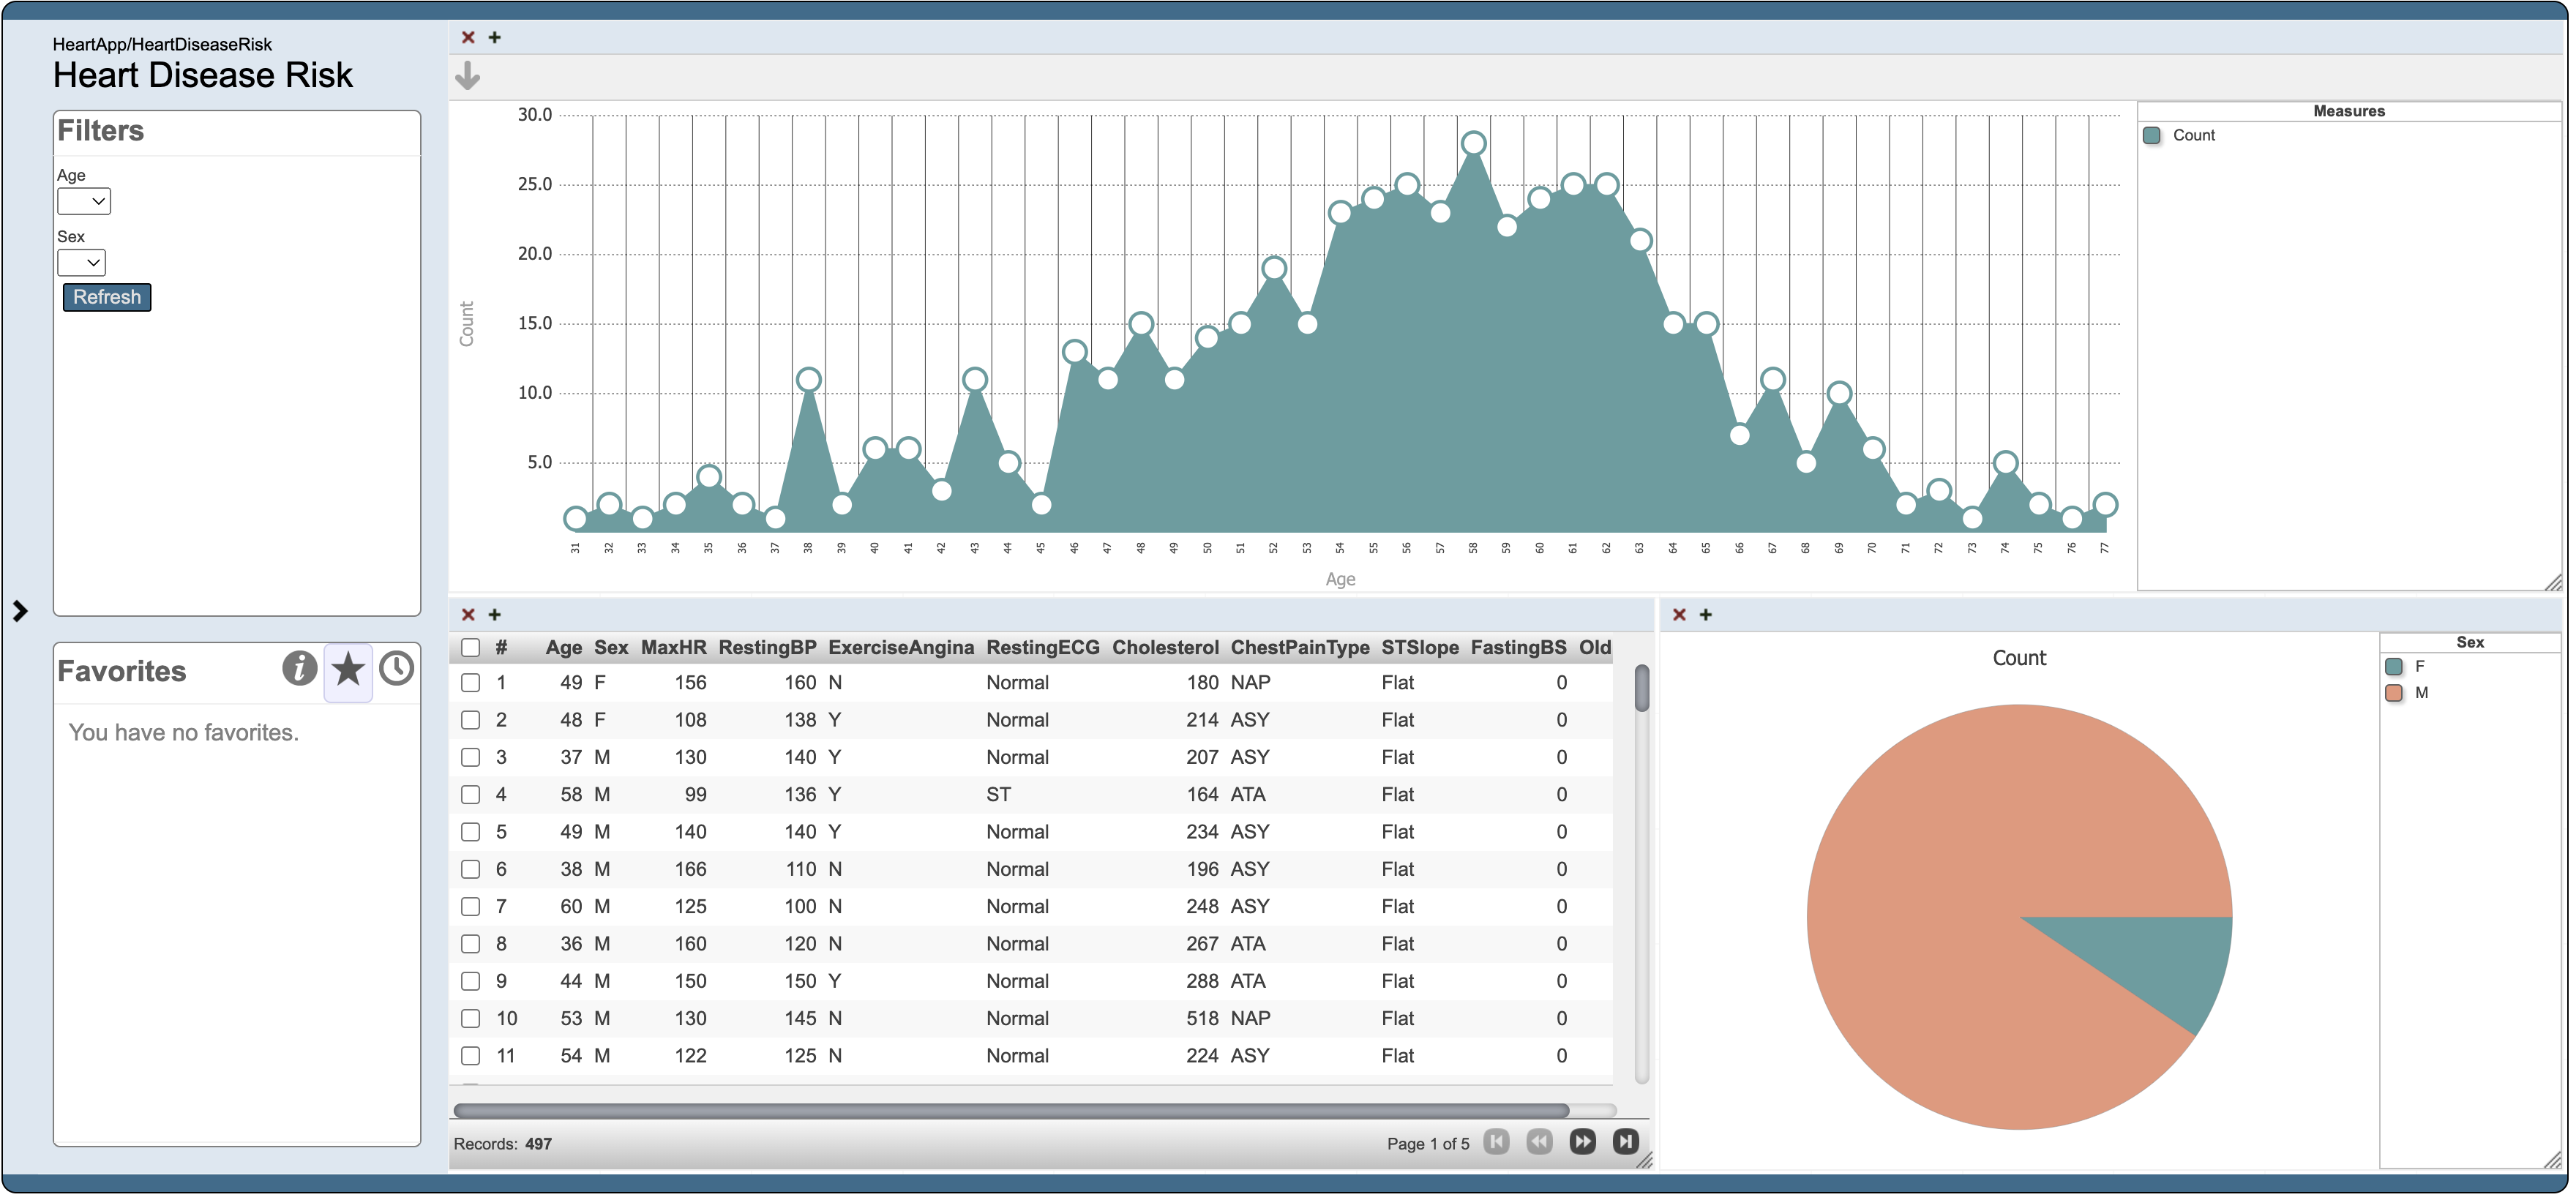 HeartApp/HeartDiseaseRisk
Heart Disease Risk
Filters
Age
Sex
Refresh
Favorites
You have no favorites.
30.0
25.0
20.0
15.0
10.0
5.0
Count
31 32 33 34 35 36 37 38 39 40 41 42 43 44 45 46 47 48 49 50 51 52 53 54 55 56 57 58 59 60 61 62 63 64 65 66 67 68 69 70 71 72 73 74 75 76 77
Age
Measures
Count
# Age Sex MaxHR RestingBP ExerciseAngina RestingECG Cholesterol ChestPainType STSlope FastingBS Old
1 49 F 156 160 N Normal 180 NAP Flat 0
2 48 F 108 138 Y Normal 214 ASY Flat 0
3 37 M 130 140 Y Normal 207 ASY Flat 0
4 58 M 99 136 Y ST 164 ATA Flat 0
5 49 M 140 140 Y Normal 234 ASY Flat 0
6 38 M 166 110 N Normal 196 ASY Flat 0
7 60 M 125 100 N Normal 248 ASY Flat 0
8 36 M 160 120 N Normal 267 ATA Flat 0
9 44 M 150 150 Y Normal 288 ATA Flat 0
10 53 M 130 145 N Normal 518 NAP Flat 0
11 54 M 122 125 N Normal 224 ASY Flat 0
Records: 497
Page 1 of 5
Count
Sex
F
M